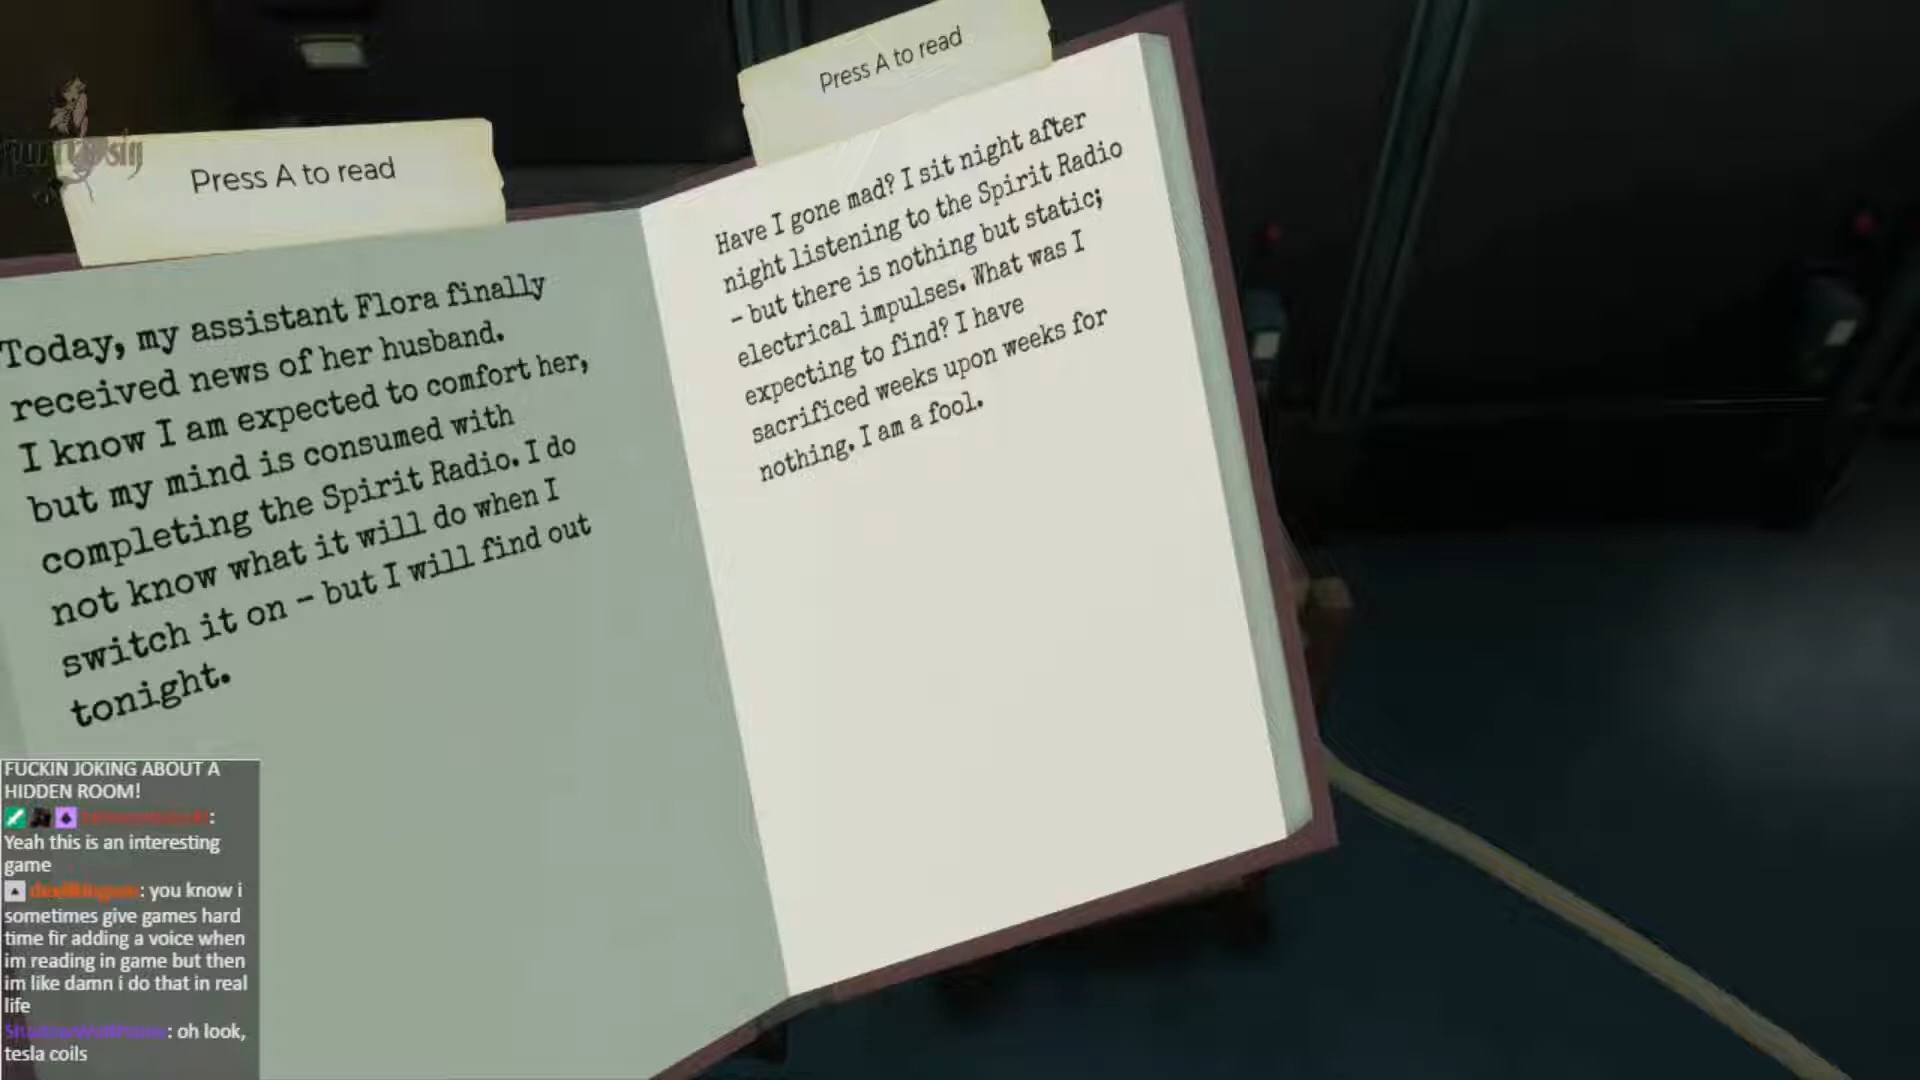 Press A to read
Today, my assistant Flora finally
received news of her husband.
I know I am expected to comfort her,
but my mind is consumed with
completing the Spirit Radio. I do
not know what it will do when I
switch it on – but I will find out
tonight.
Press A to read
Have I gone mad? I sit night after
night listening to the Spirit Radio
– but there is nothing but static;
electrical impulses. What was I
expecting to find? I have
sacrificed weeks upon weeks for
nothing. I am a fool.
FUCKIN JOKING ABOUT A
HIDDEN ROOM!
:
Yeah this is an interesting
game
: you know i
sometimes give games hard
time fir adding a voice when
im reading in game but then
im like damn i do that in real
life
: oh look,
tesla coils